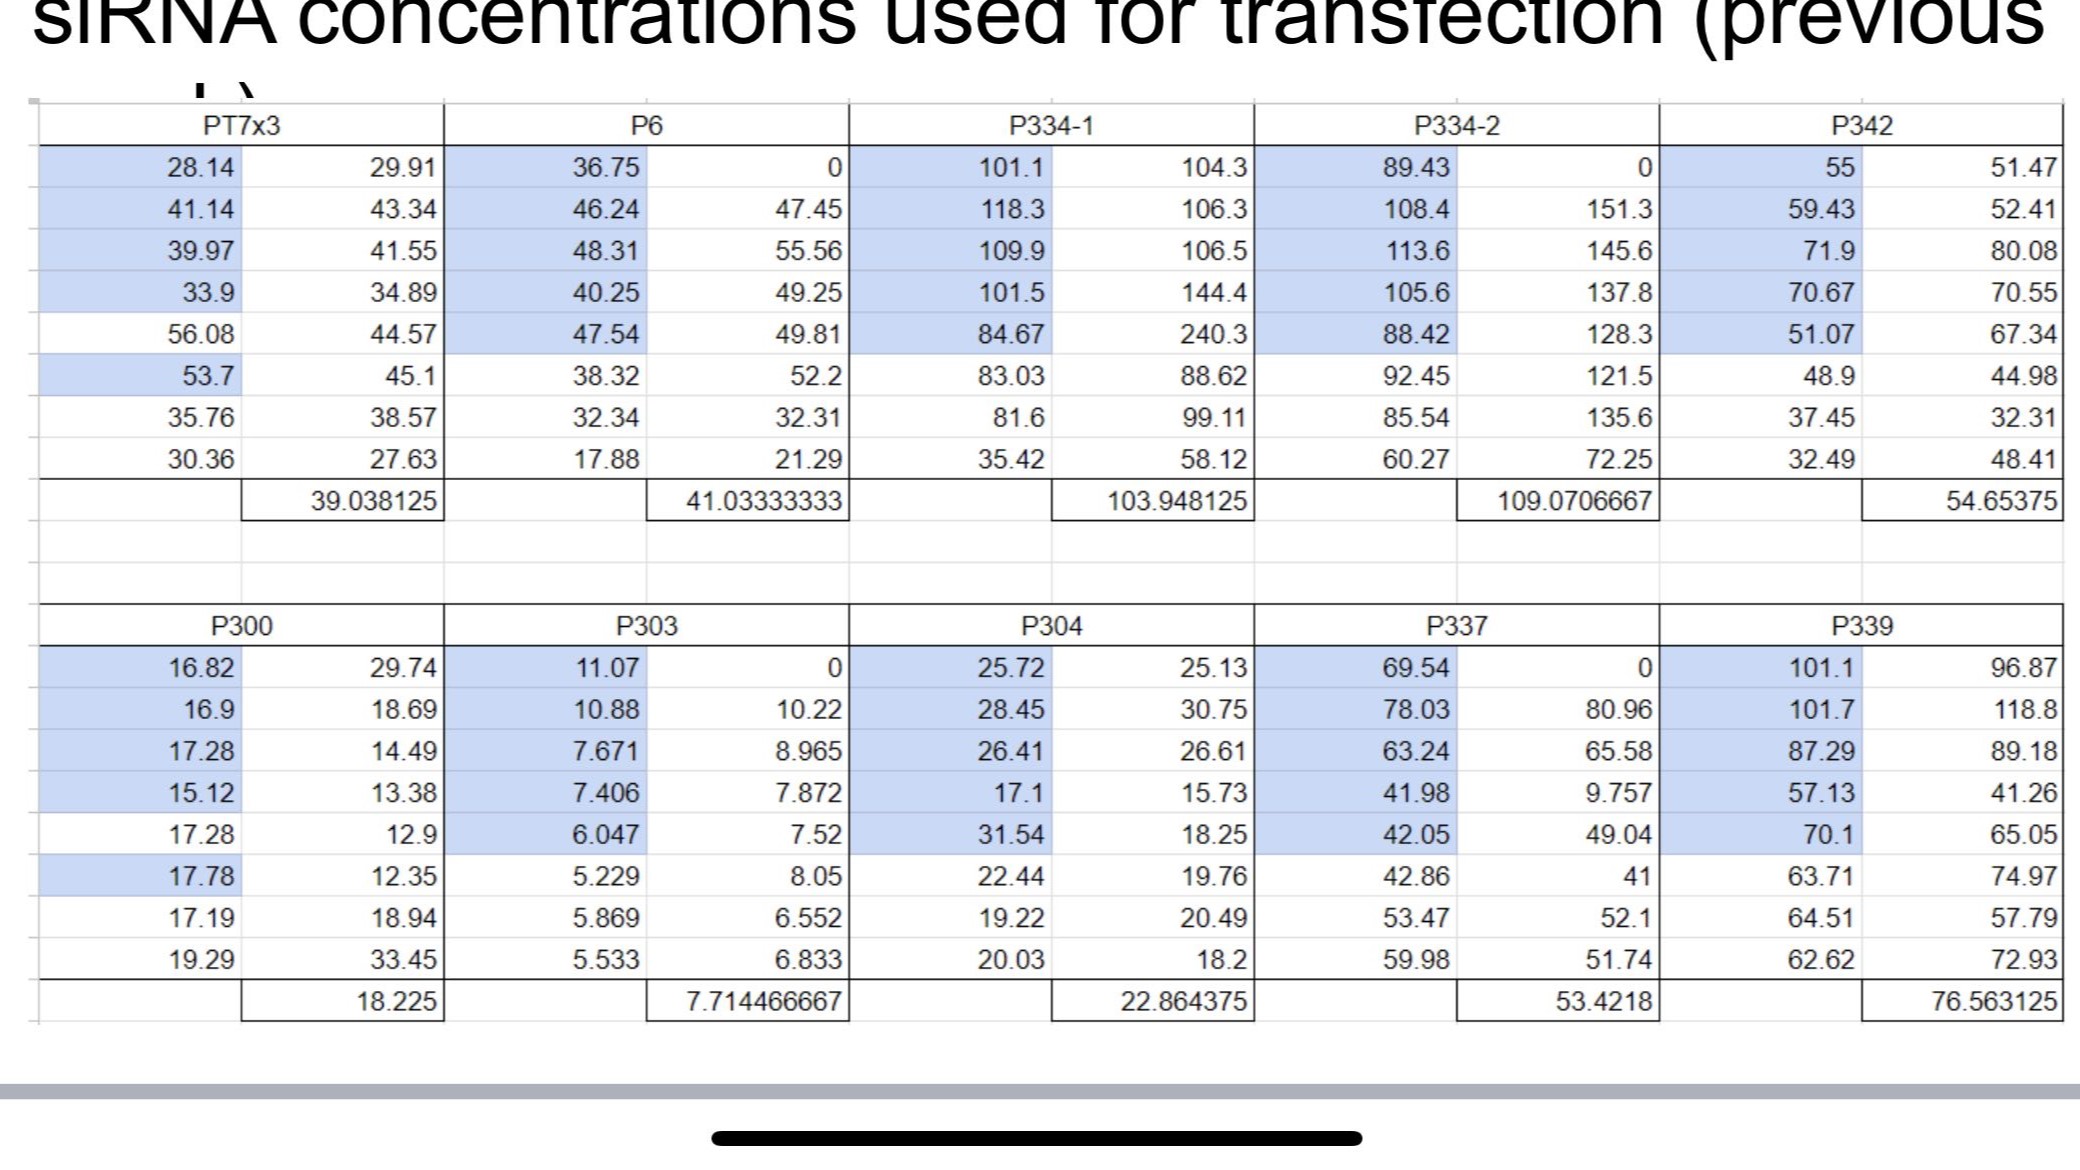 siRNA concentrations used for transfection (previous
PT7x3 P6 P334-1 P334-2 P342
28.14 29.91 36.75 0 101.1 104.3 89.43 0 55 51.47
41.14 43.34 46.24 47.45 118.3 106.3 108.4 151.3 59.43 52.41
39.97 41.55 48.31 55.56 109.9 106.5 113.6 145.6 71.9 80.08
33.9 34.89 40.25 49.25 101.5 144.4 105.6 137.8 70.67 70.55
56.08 44.57 47.54 49.81 84.67 240.3 88.42 128.3 51.07 67.34
53.7 45.1 38.32 52.2 83.03 88.62 92.45 121.5 48.9 44.98
35.76 38.57 32.34 32.31 81.6 99.11 85.54 135.6 37.45 32.31
30.36 27.63 17.88 21.29 35.42 58.12 60.27 72.25 32.49 48.41
39.038125 41.03333333 103.948125 109.0706667 54.65375
P300 P303 P304 P337 P339
16.82 29.74 11.07 0 25.72 25.13 69.54 0 101.1 96.87
16.9 18.69 10.88 10.22 28.45 30.75 78.03 80.96 101.7 118.8
17.28 14.49 7.671 8.965 26.41 26.61 63.24 65.58 87.29 89.18
15.12 13.38 7.406 7.872 17.1 15.73 41.98 9.757 57.13 41.26
17.28 12.9 6.047 7.52 31.54 18.25 42.05 49.04 70.1 65.05
17.78 12.35 5.229 8.05 22.44 19.76 42.86 41 63.71 74.97
17.19 18.94 5.869 6.552 19.22 20.49 53.47 52.1 64.51 57.79
19.29 33.45 5.533 6.833 20.03 18.2 59.98 51.74 62.62 72.93
18.225 7.714466667 22.864375 53.4218 76.563125